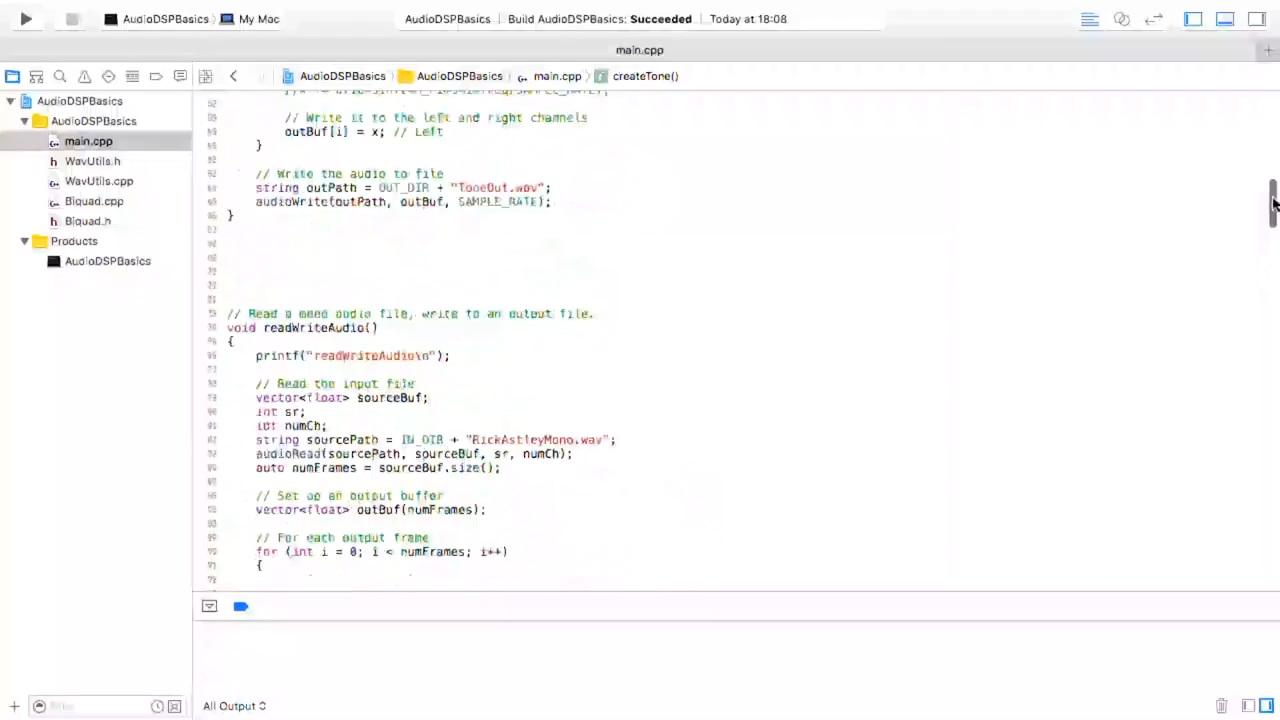 AudioDSPBasics › My Mac
AudioDSPBasics | Build AudioDSPBasics: Succeeded | Today at 18:08
main.cpp
AudioDSPBasics › AudioDSPBasics › main.cpp › createTone()
AudioDSPBasics
AudioDSPBasics
main.cpp
WavUtils.h
WavUtils.cpp
Biquad.cpp
Biquad.h
Products
AudioDSPBasics
// Write it to the left and right channels
outBuf[i] = x; // Left
}
// Write the audio to file
string outPath = OUT_DIR + "ToneOut.wav";
audioWrite(outPath, outBuf, SAMPLE_RATE);
}
// Read a mono audio file, write to an output file.
void readWriteAudio()
{
printf("readWriteAudio\n");
// Read the input file
vector<float> sourceBuf;
int sr;
int numCh;
string sourcePath = IN_DIR + "RickAstleyMono.wav";
audioRead(sourcePath, sourceBuf, sr, numCh);
auto numFrames = sourceBuf.size();
// Set up an output buffer
vector<float> outBuf(numFrames);
// For each output frame
for (int i = 0; i < numFrames; i++)
{
Filter
All Output